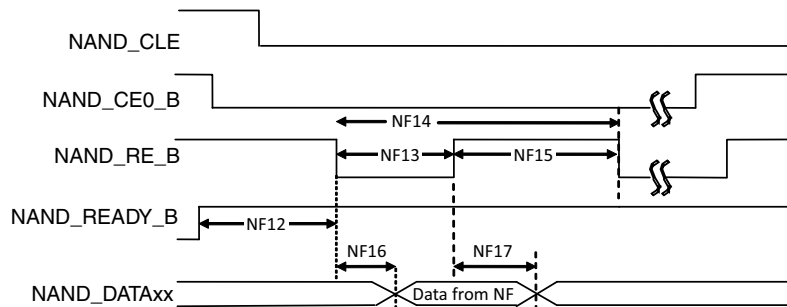 NAND_CLE
NAND_CE0_B
NF14
NAND_RE_B
NF13
NF15
NAND_READY_B
NF12
NF16
NF17
NAND_DATAxx
Data from NF